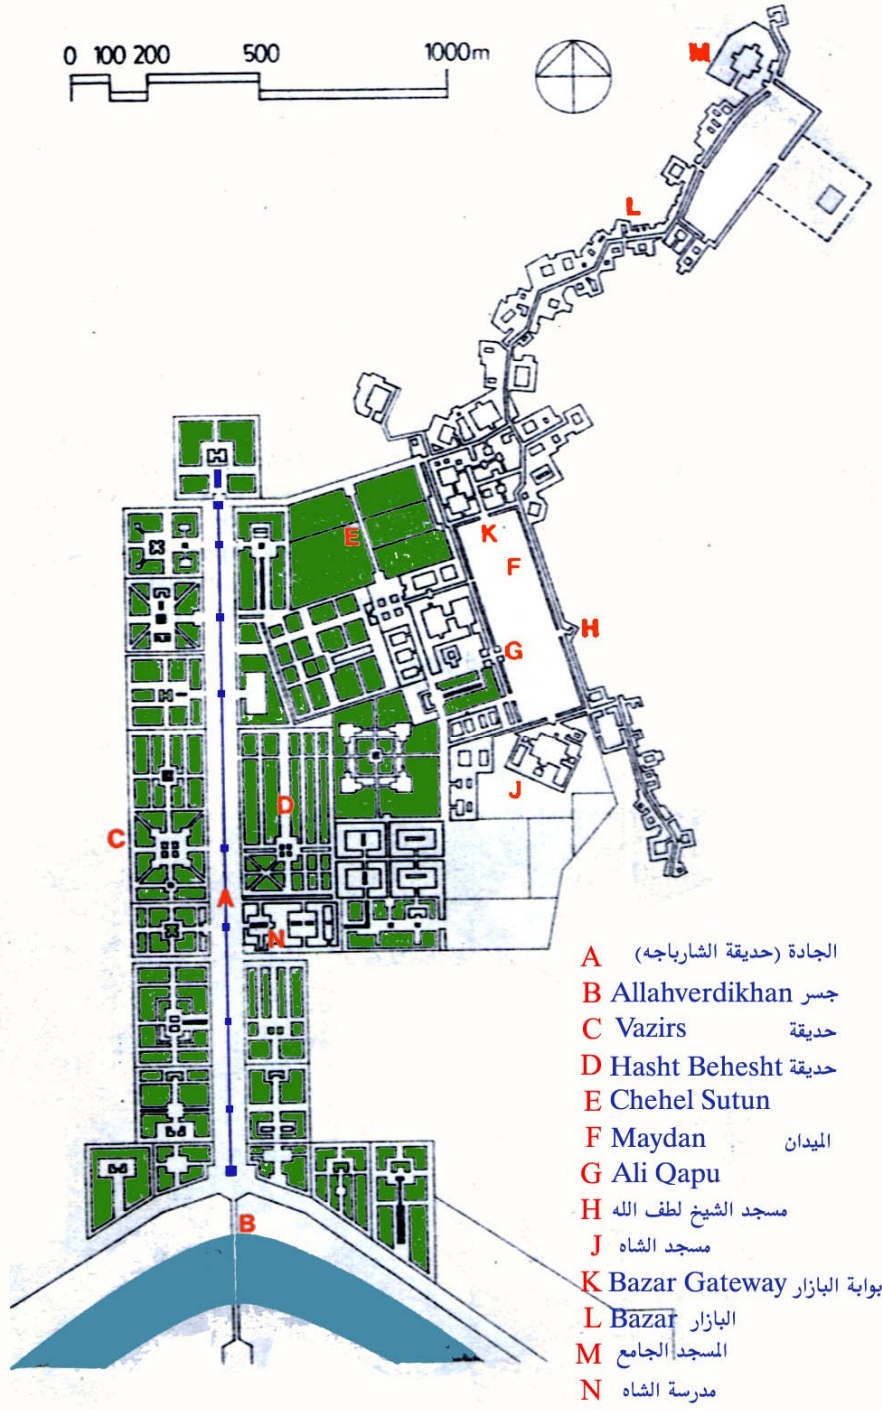 0 100 200 500 1000m
M
L
K
E
F
H
G
J
D
C
A
N
B
A الجادة (حديقة الشارباجه)
B Allahverdikhan جسر
C Vazirs حديقة
D Hasht Behesht حديقة
E Chehel Sutun
F Maydan الميدان
G Ali Qapu
H مسجد الشيخ لطف الله
J مسجد الشاه
K Bazar Gateway بوابة البازار
L Bazar البازار
M المسجد الجامع
N مدرسة الشاه